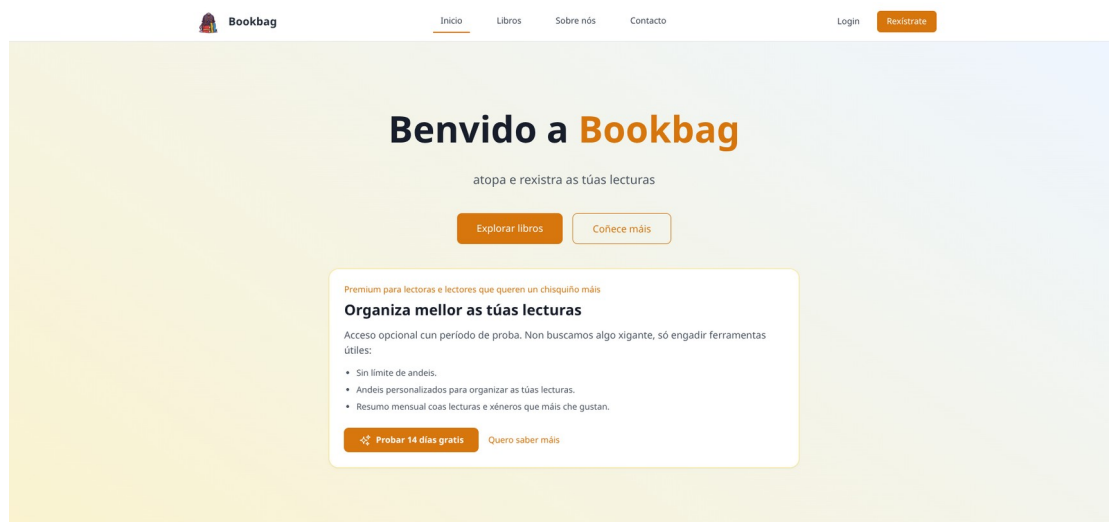 Bookbag
Inicio
Libros
Sobre nós
Contacto
Login
Rexístrate
Benvido a Bookbag
atopa e rexistra as túas lecturas
Explorar libros
Coñece máis
Premium para lectoras e lectores que queren un chisquiño máis
Organiza mellor as túas lecturas
Acceso opcional cun período de proba. Non buscamos algo xigante, só engadir ferramentas
útiles:
• Sin límite de andeis.
• Andeis personalizados para organizar as túas lecturas.
• Resumo mensual coas lecturas e xéneros que máis che gustan.
Probar 14 días gratis
Quero saber máis